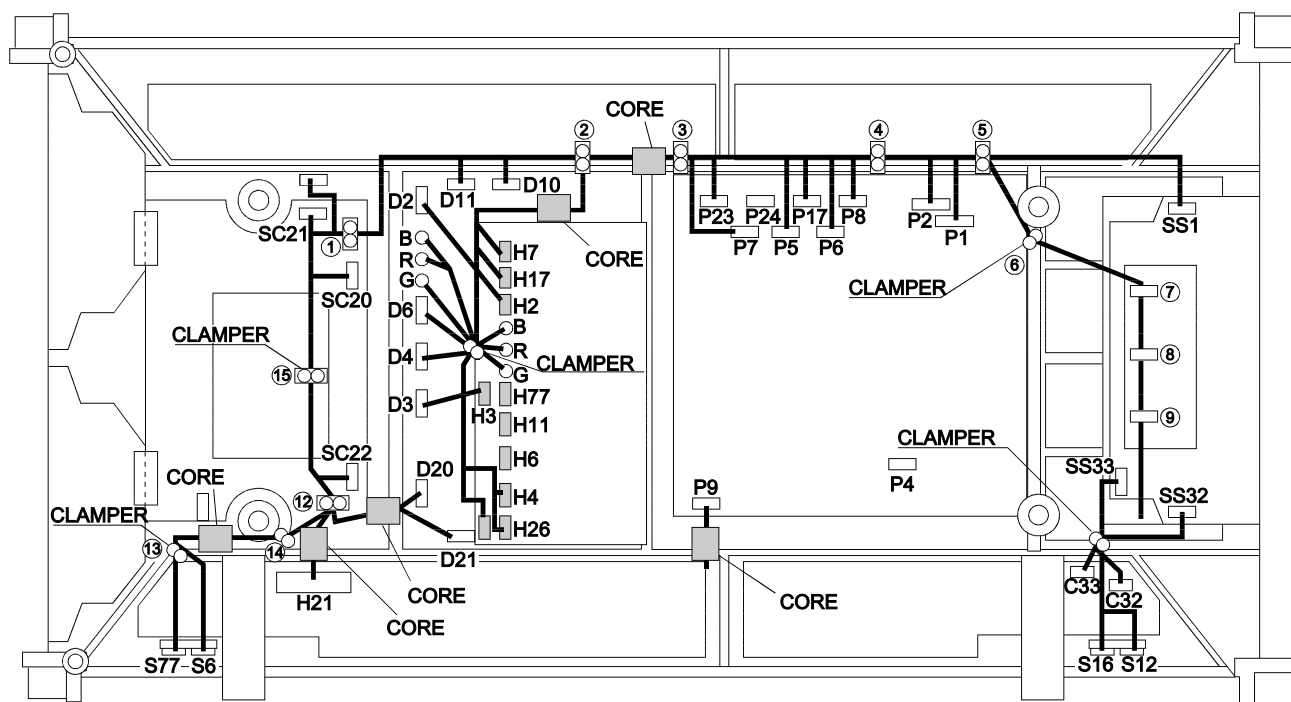 CORE
②
③
④
⑤
D11
D10
D2
SC21
①
B
R
G
D6
D4
D3
H7
H17
H2
B
R
G
CORE
CLAMPER
P23
P24
P17
P8
P7
P5
P6
P2
P1
SS1
⑥
CLAMPER
⑦
⑧
⑨
SC20
CLAMPER
⑮
H3
H77
H11
H6
H4
H26
SC22
D20
D21
⑫
CORE
CLAMPER
⑬
⑭
H21
CORE
CORE
P9
P4
CORE
CLAMPER
SS33
SS32
C33
C32
S77
S6
S16
S12